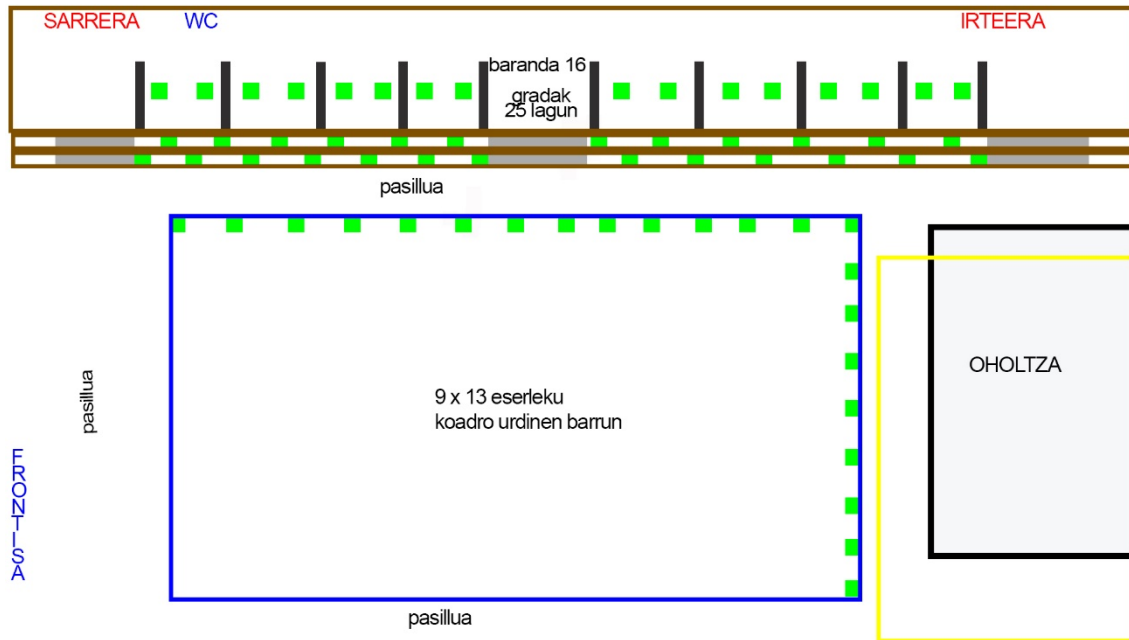 SARRERA
WC
IRTEERA
baranda 16
gradak
25 lagun
pasillua
OHOLTZA
pasillua
9 x 13 eserleku
koadro urdinen barrun
FRONTISA
pasillua